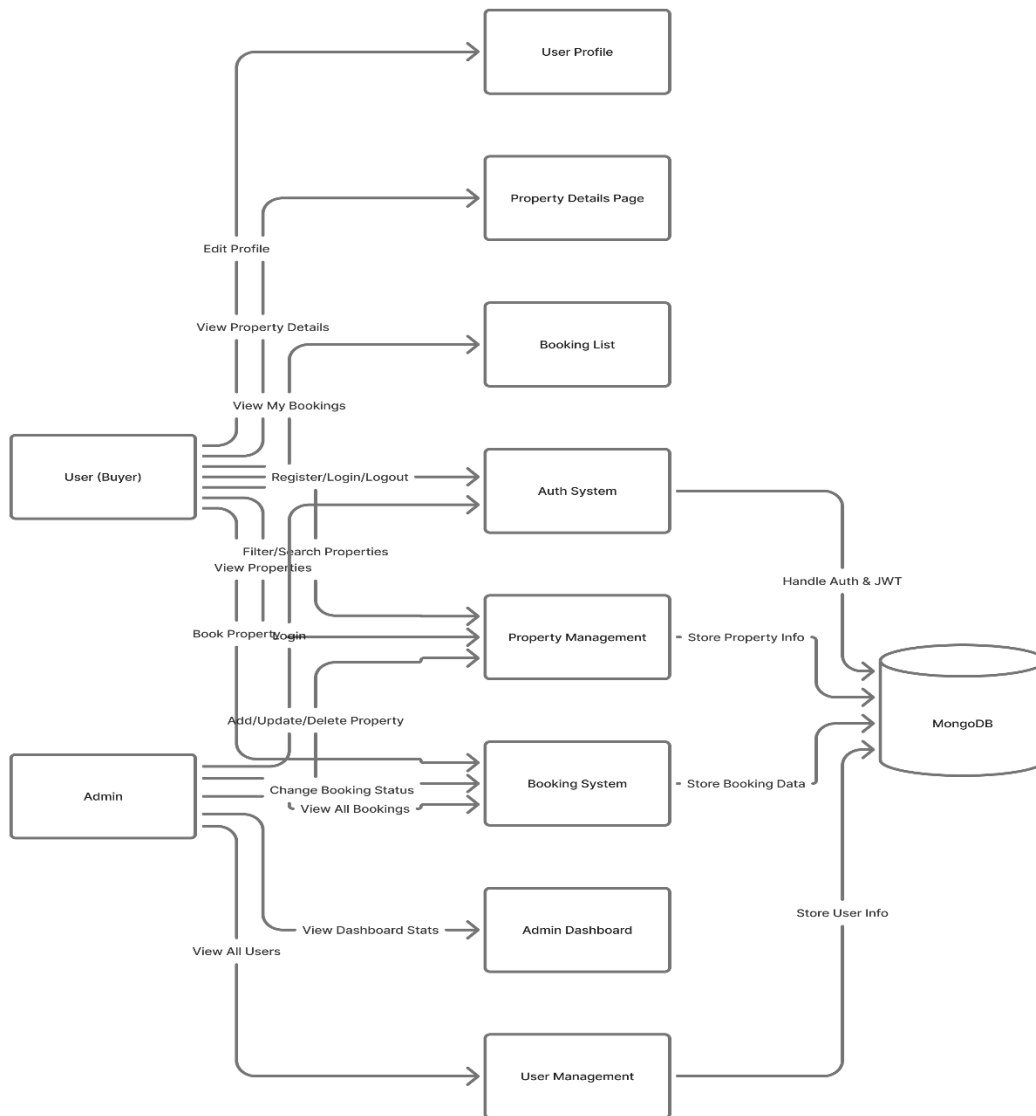 User Profile
Property Details Page
Edit Profile
View Property Details
Booking List
View My Bookings
User (Buyer)
Register/Login/Logout
Auth System
Filter/Search Properties
View Properties
Handle Auth & JWT
Book Property
Login
Property Management
Store Property Info
Add/Update/Delete Property
MongoDB
Admin
Change Booking Status
View All Bookings
Booking System
Store Booking Data
View Dashboard Stats
Admin Dashboard
Store User Info
View All Users
User Management